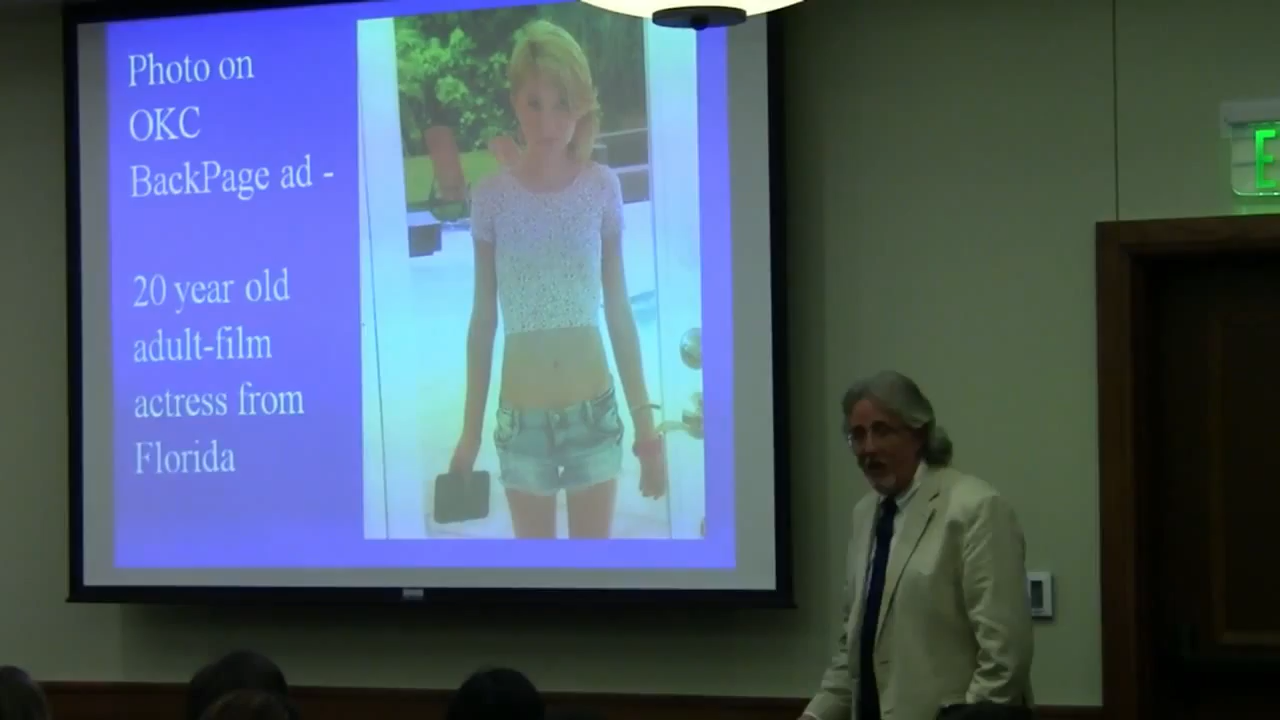 Photo on
OKC
BackPage ad -
20 year old
adult-film
actress from
Florida
E